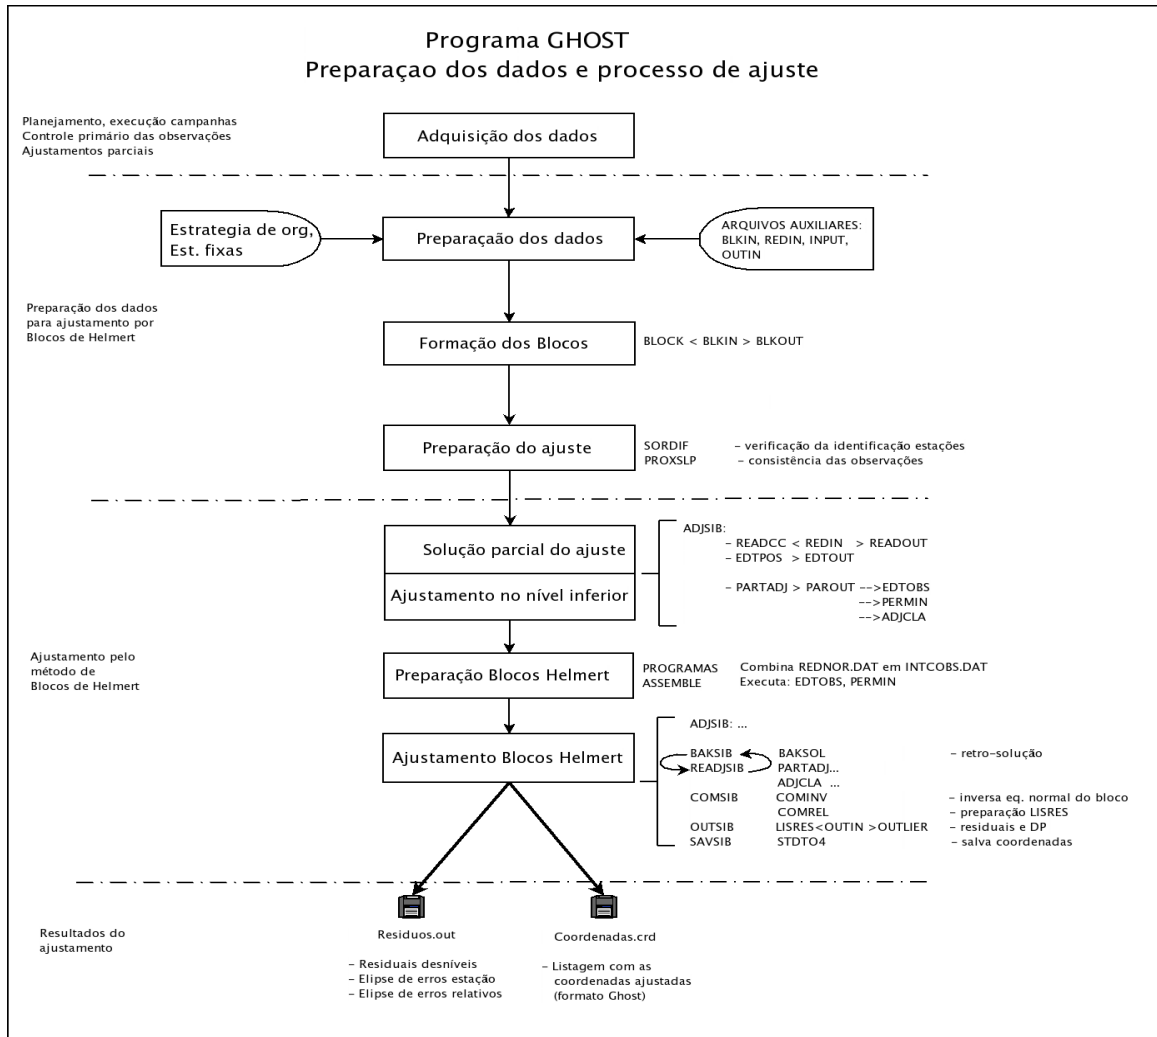 Programa GHOST
Preparaçao dos dados e processo de ajuste
Planejamento, execução campanhas
Controle primário das observações
Ajustamentos parciais
Adquisição dos dados
Estrategia de org,
Est. fixas
Preparaçaão dos dados
ARQUIVOS AUXILIARES:
BLKIN, REDIN, INPUT,
OUTIN
Preparação dos dados
para ajustamento por
Blocos de Helmert
Formação dos Blocos
BLOCK < BLKIN > BLKOUT
Preparação do ajuste
SORDIF – verificação da identificação estações
PROXSLP – consistência das observações
Solução parcial do ajuste
Ajustamento no nível inferior
ADJSIB:
– READCC < REDIN > READOUT
– EDTPOS > EDTOUT
– PARTADJ > PAROUT -->EDTOBS
-->PERMIN
-->ADJCLA
Ajustamento pelo
método de
Blocos de Helmert
Preparação Blocos Helmert
PROGRAMAS Combina REDNOR.DAT em INTCOBS.DAT
ASSEMBLE Executa: EDTOBS, PERMIN
Ajustamento Blocos Helmert
ADJSIB: ...
BAKSIB BAKSOL – retro-solução
READJSIB PARTADJ...
ADJCLA ...
COMSIB COMINV – inversa eq. normal do bloco
COMREL – preparação LISRES
OUTSIB LISRES<OUTIN >OUTLIER – residuais e DP
SAVSIB STDTO4 – salva coordenadas
Resultados do
ajustamento
Residuos.out
– Residuais desníveis
– Elipse de erros estação
– Elipse de erros relativos
Coordenadas.crd
– Listagem com as
coordenadas ajustadas
(formato Ghost)